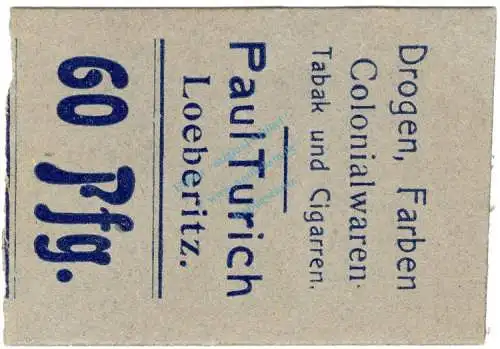 Drogen, Farben
Colonialwaren
Tabak und Cigarren.
Paul Turich
Loeberitz.
60 Pfg.